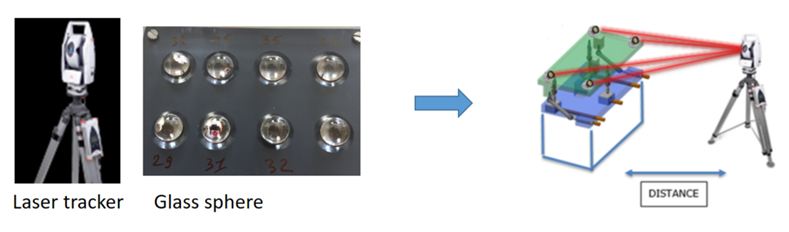 29
31
32
Laser tracker
Glass sphere
DISTANCE